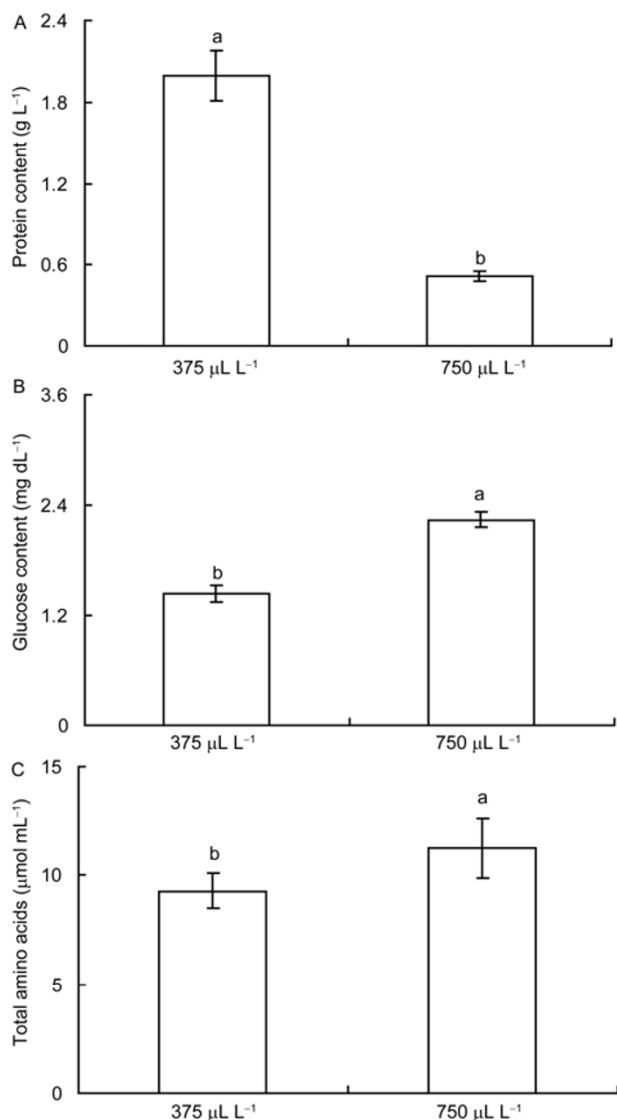 A
Protein content (g L⁻¹)
2.4
1.8
1.2
0.6
0
a
b
375 μL L⁻¹
750 μL L⁻¹
B
Glucose content (mg dL⁻¹)
3.6
2.4
1.2
0
b
a
375 μL L⁻¹
750 μL L⁻¹
C
Total amino acids (μmol mL⁻¹)
15
10
5
0
b
a
375 μL L⁻¹
750 μL L⁻¹